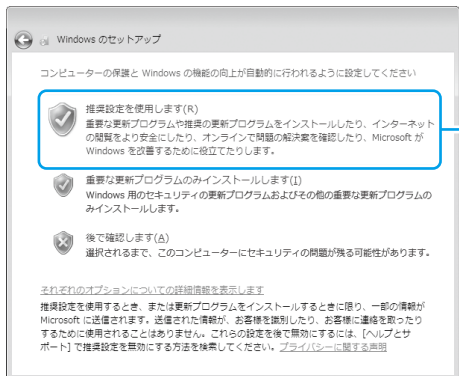 Windows のセットアップ
コンピューターの保護と Windows の機能の向上が自動的に行われるように設定してください
推奨設定を使用します(R)
重要な更新プログラムや推奨の更新プログラムをインストールしたり、インターネット
の閲覧をより安全にしたり、オンラインで問題の解決案を確認したり、Microsoft が
Windows を改善するために役立てたりします。
重要な更新プログラムのみインストールします(I)
Windows 用のセキュリティの更新プログラムおよびその他の重要な更新プログラムの
みインストールします。
後で確認します(A)
選択されるまで、このコンピューターにセキュリティの問題が残る可能性があります。
それぞれのオプションについての詳細情報を表示します
推奨設定を使用するとき、または更新プログラムをインストールするときに限り、一部の情報が
Microsoft に送信されます。送信された情報が、お客様を識別したり、お客様に連絡を取ったり
するために使用されることはありません。これらの設定を後で無効にするには、[ヘルプとサ
ポート] で推奨設定を無効にする方法を検索してください。プライバシーに関する声明